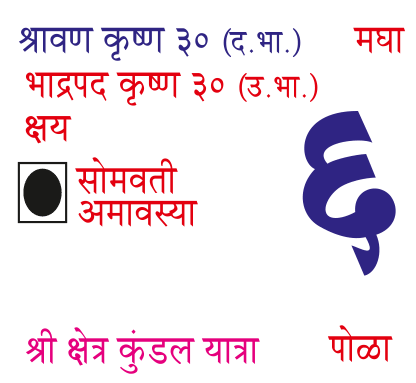 श्रावण कृष्ण ३० (द.भा.) मघा
भाद्रपद कृष्ण ३० (उ.भा.)
क्षय
६
सोमवती
अमावस्या
श्री क्षेत्र कुंडल यात्रा पोळा